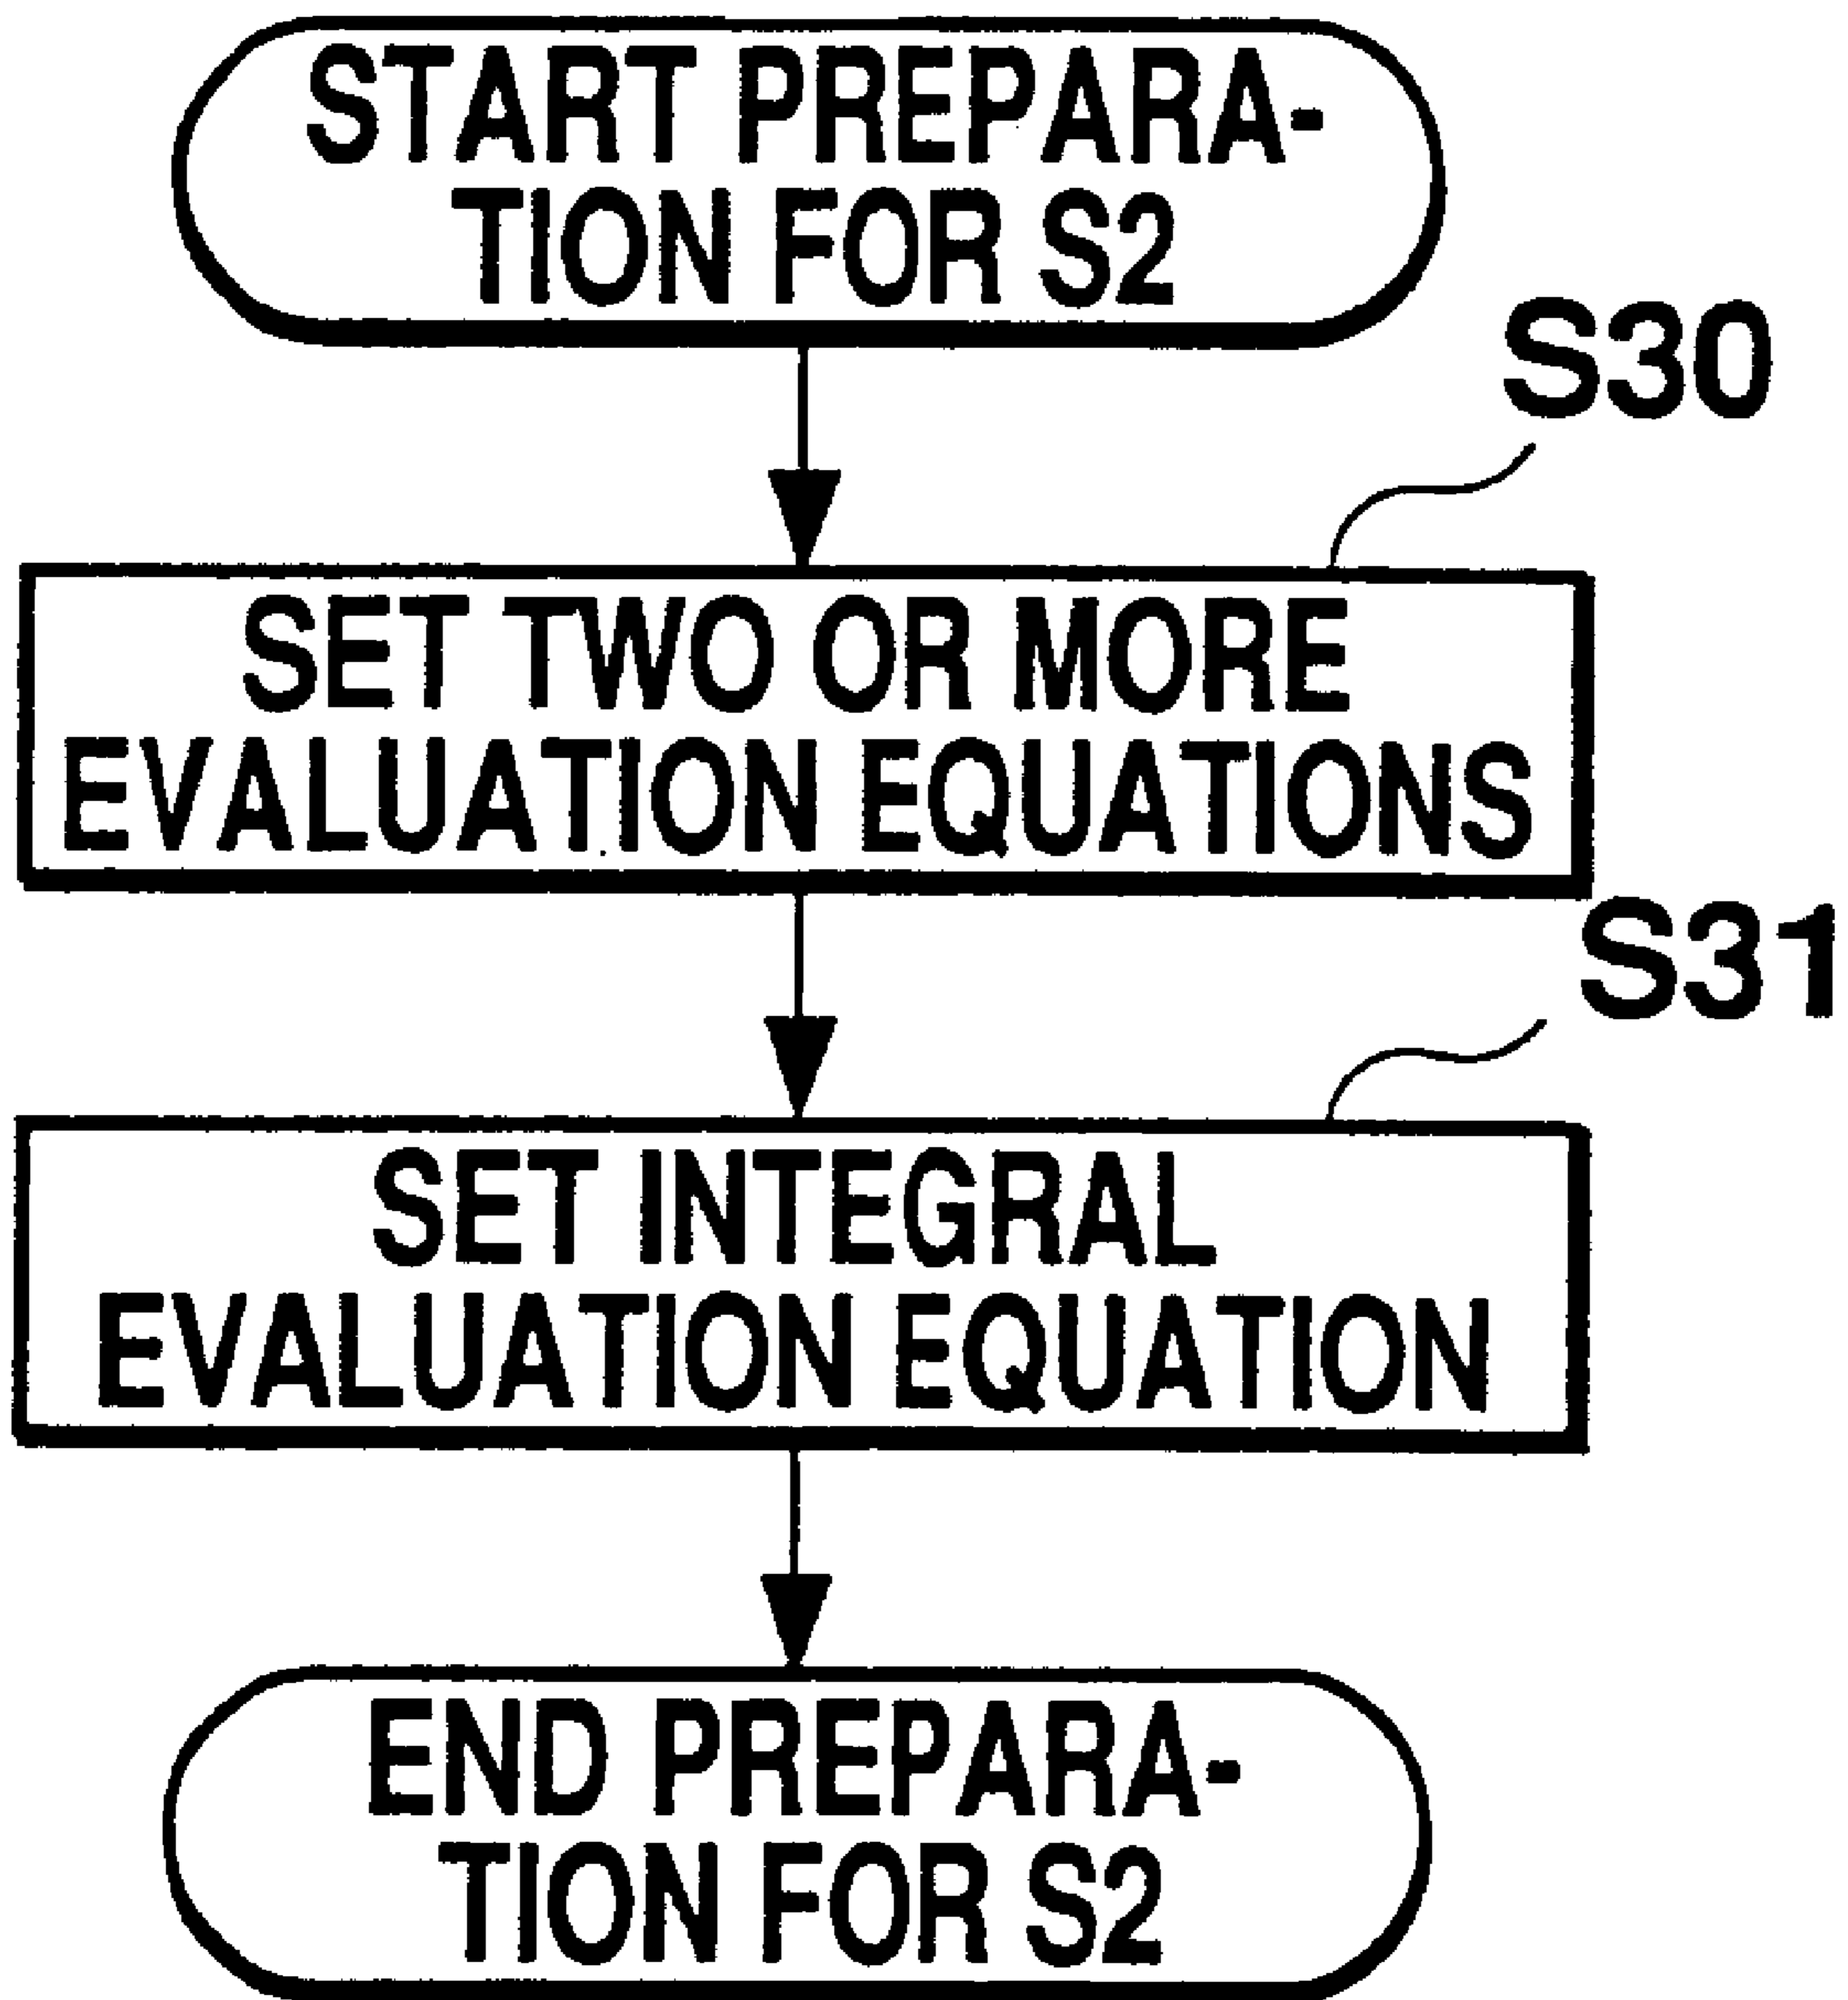 START PREPARA-
TION FOR S2
S30
SET TWO OR MORE
EVALUATION EQUATIONS
S31
SET INTEGRAL
EVALUATION EQUATION
END PREPARA-
TION FOR S2